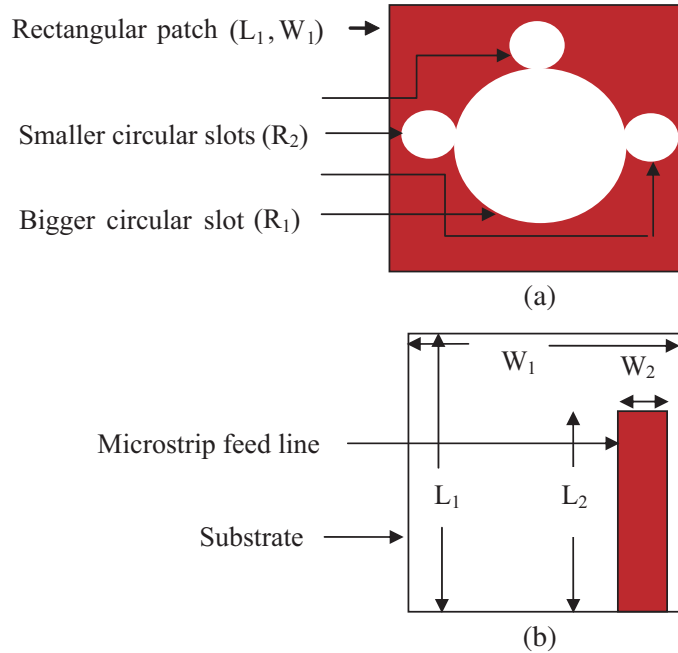 Rectangular patch (L₁, W₁)
Smaller circular slots (R₂)
Bigger circular slot (R₁)
(a)
W₁
W₂
Microstrip feed line
L₁
L₂
Substrate
(b)